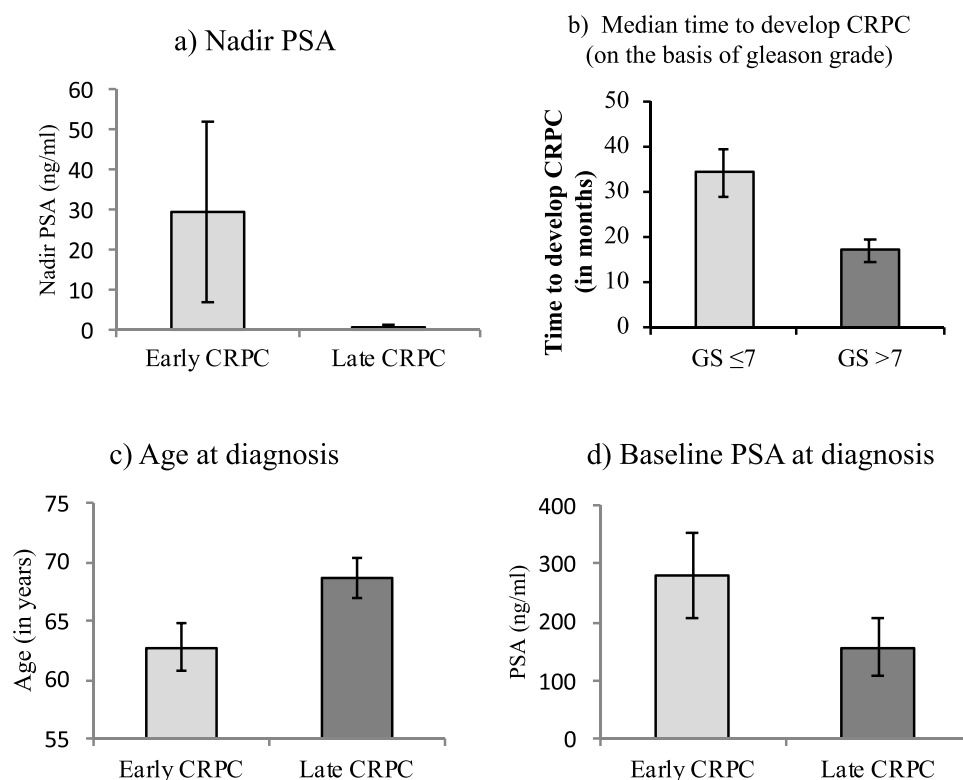 a) Nadir PSA
Nadir PSA (ng/ml)
60
50
40
30
20
10
0
Early CRPC Late CRPC
b) Median time to develop CRPC
(on the basis of gleason grade)
Time to develop CRPC
(in months)
50
40
30
20
10
0
GS ≤7 GS >7
c) Age at diagnosis
Age (in years)
75
70
65
60
55
Early CRPC Late CRPC
d) Baseline PSA at diagnosis
PSA (ng/ml)
400
300
200
100
0
Early CRPC Late CRPC